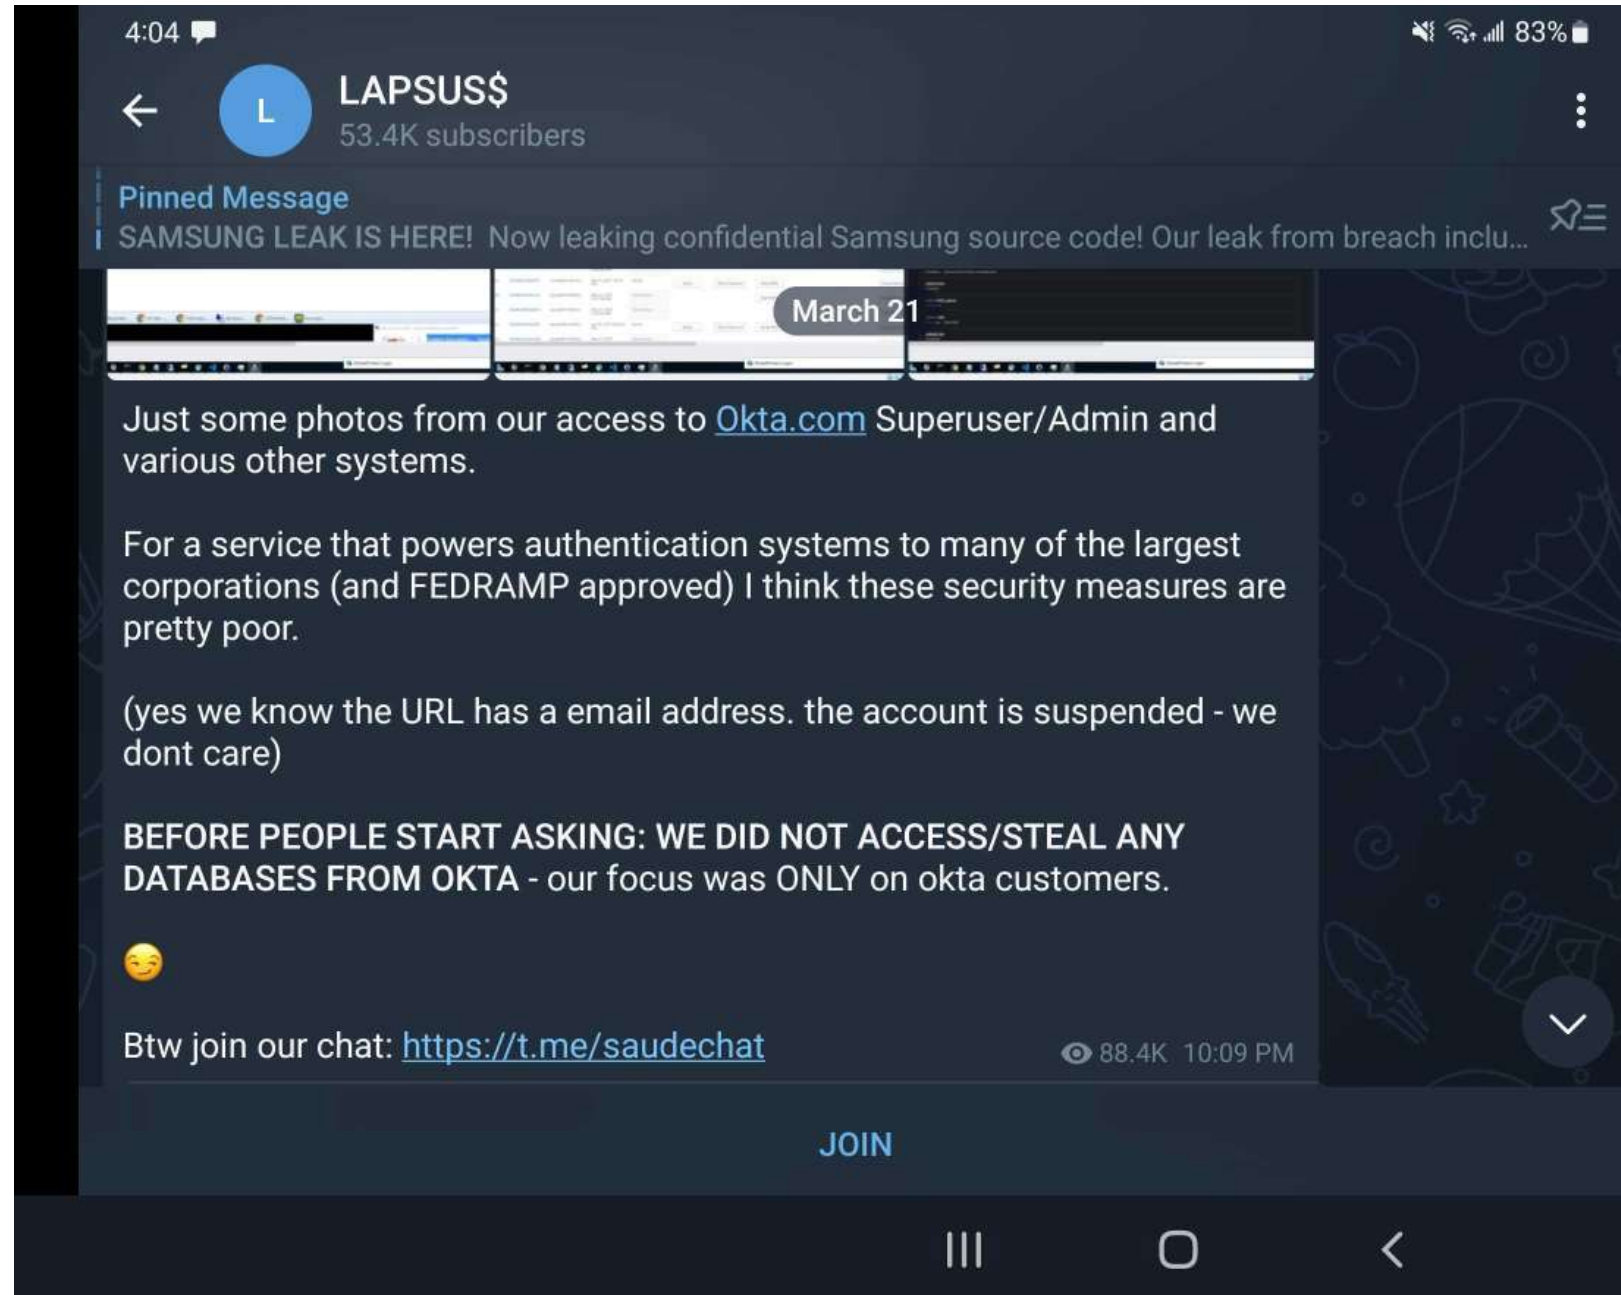 4:04
83%
L
LAPSUS$
53.4K subscribers
Pinned Message
SAMSUNG LEAK IS HERE! Now leaking confidential Samsung source code! Our leak from breach inclu...
March 21
Just some photos from our access to Okta.com Superuser/Admin and
various other systems.
For a service that powers authentication systems to many of the largest
corporations (and FEDRAMP approved) I think these security measures are
pretty poor.
(yes we know the URL has a email address. the account is suspended - we
dont care)
BEFORE PEOPLE START ASKING: WE DID NOT ACCESS/STEAL ANY
DATABASES FROM OKTA - our focus was ONLY on okta customers.
Btw join our chat: https://t.me/saudechat
88.4K 10:09 PM
JOIN